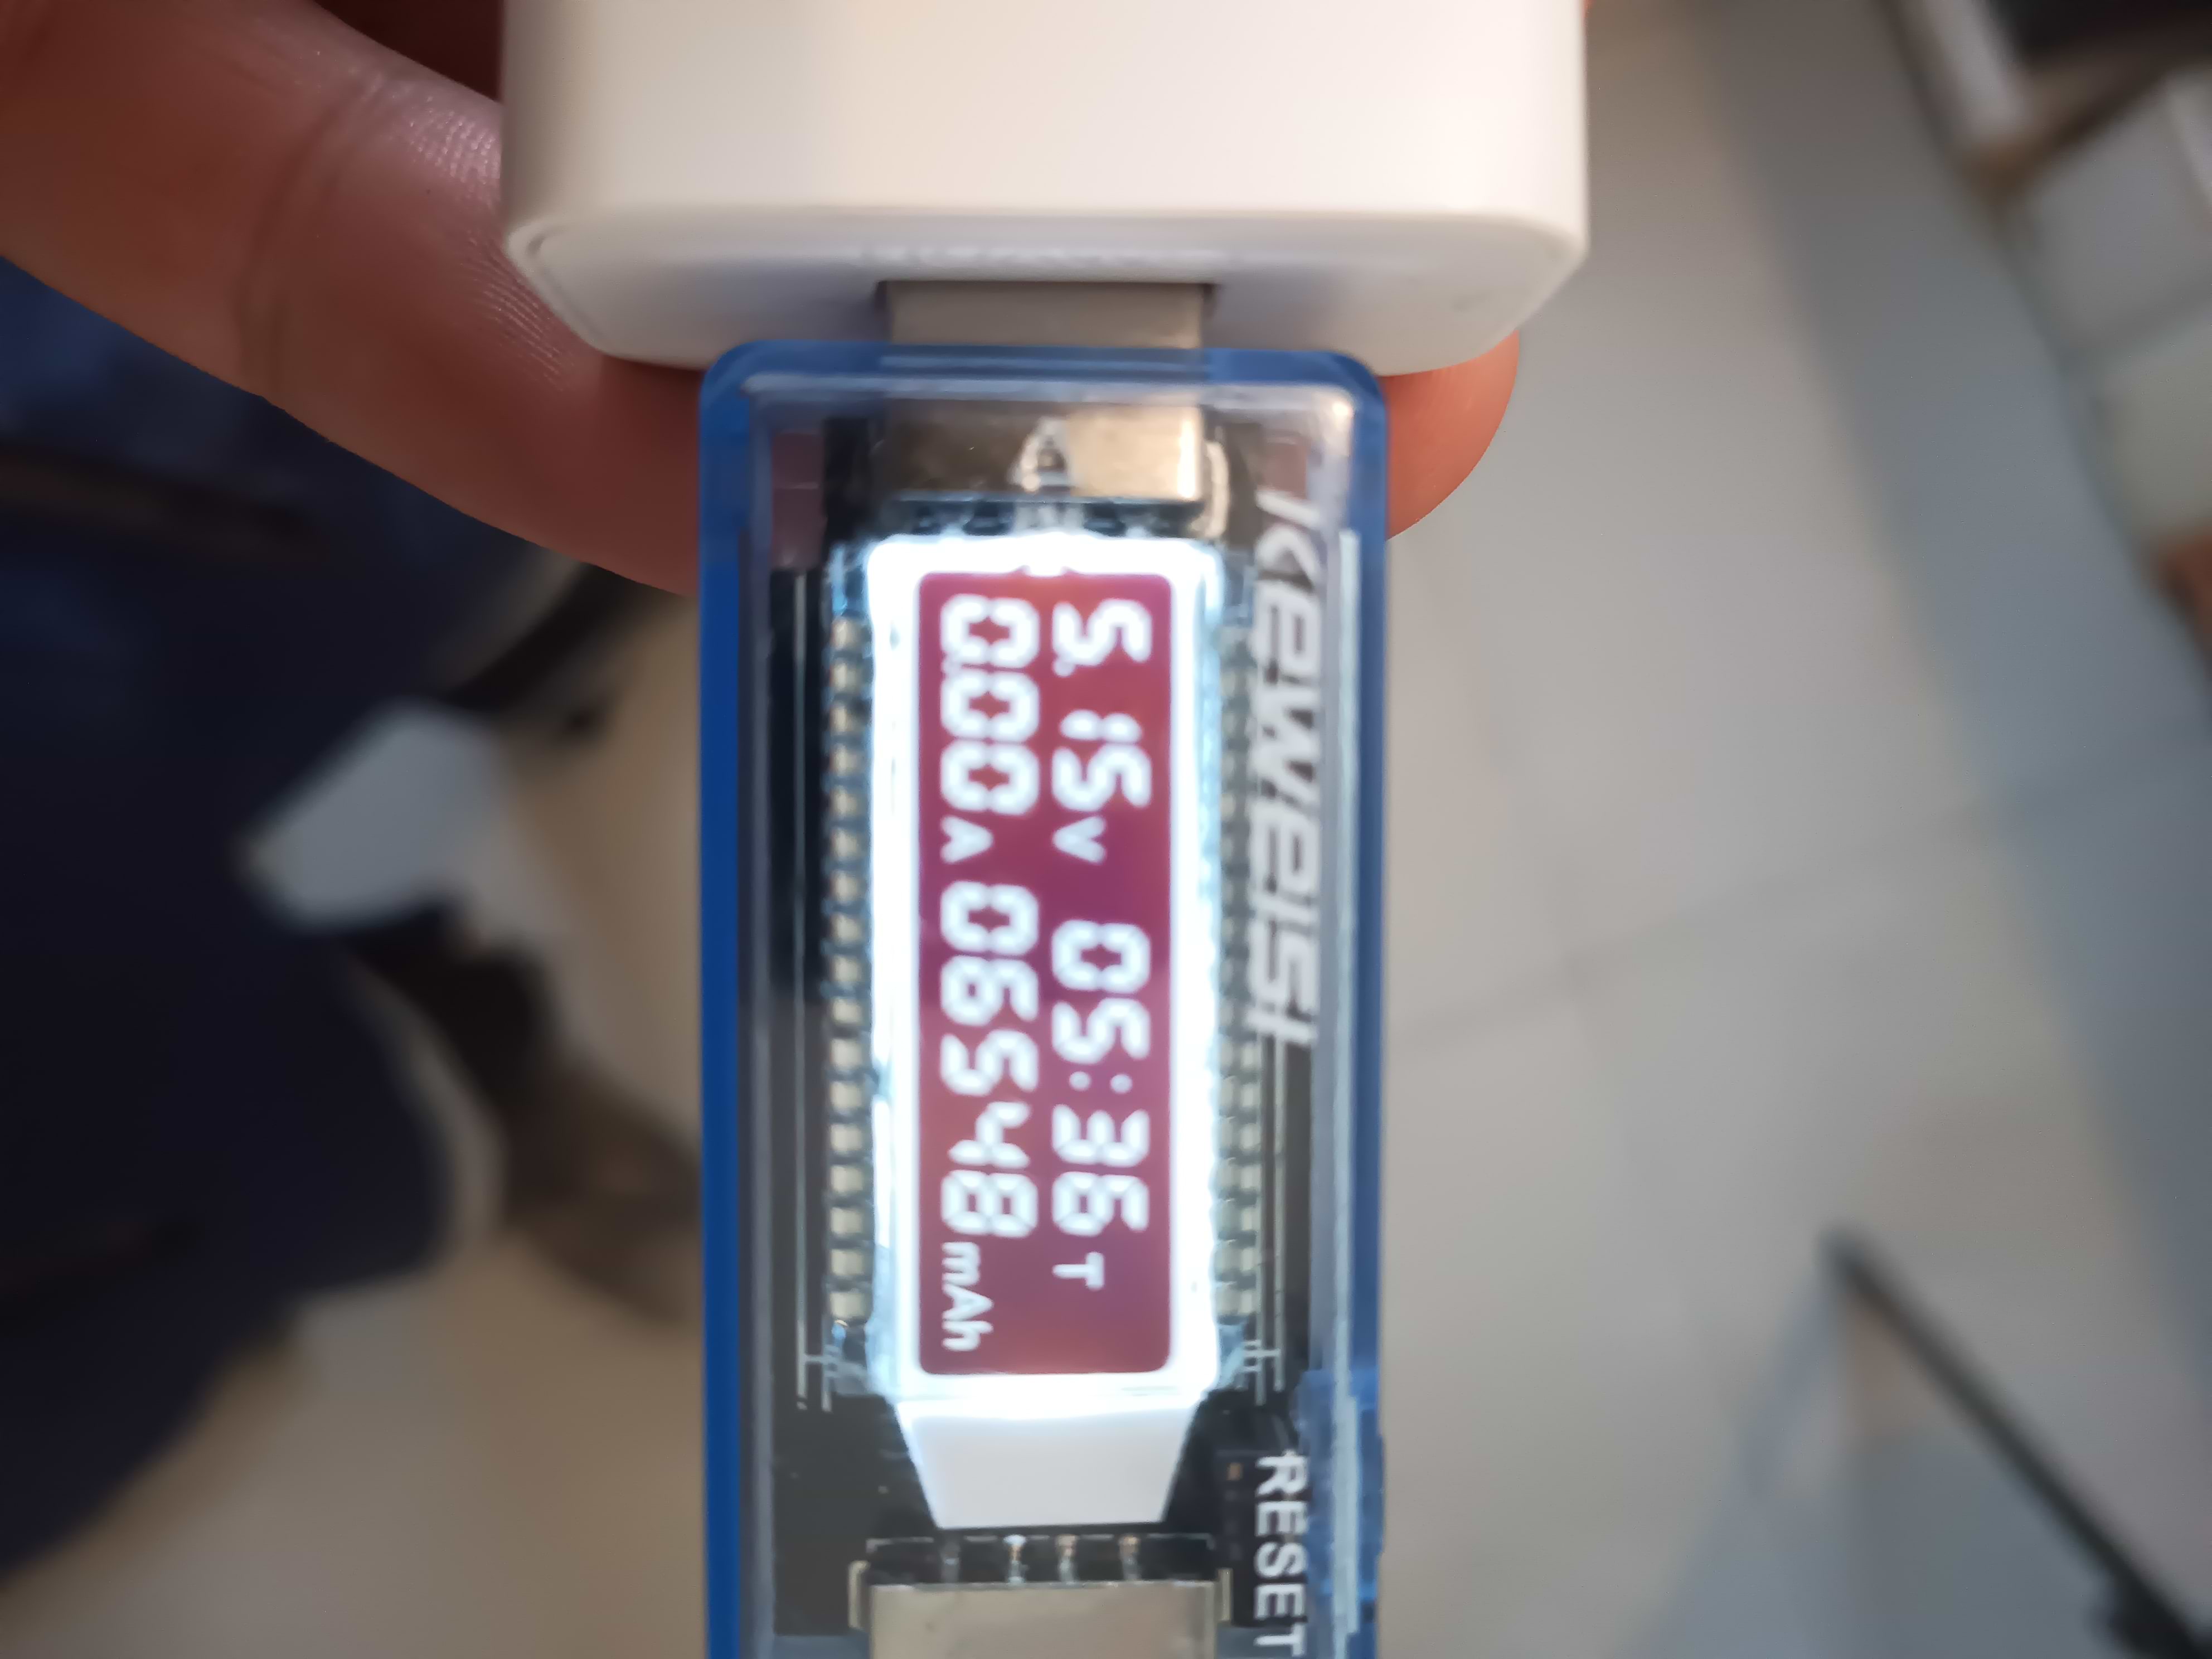 KEWEISI
5.15V 05:36T
0.00A 06548mAh
RESET